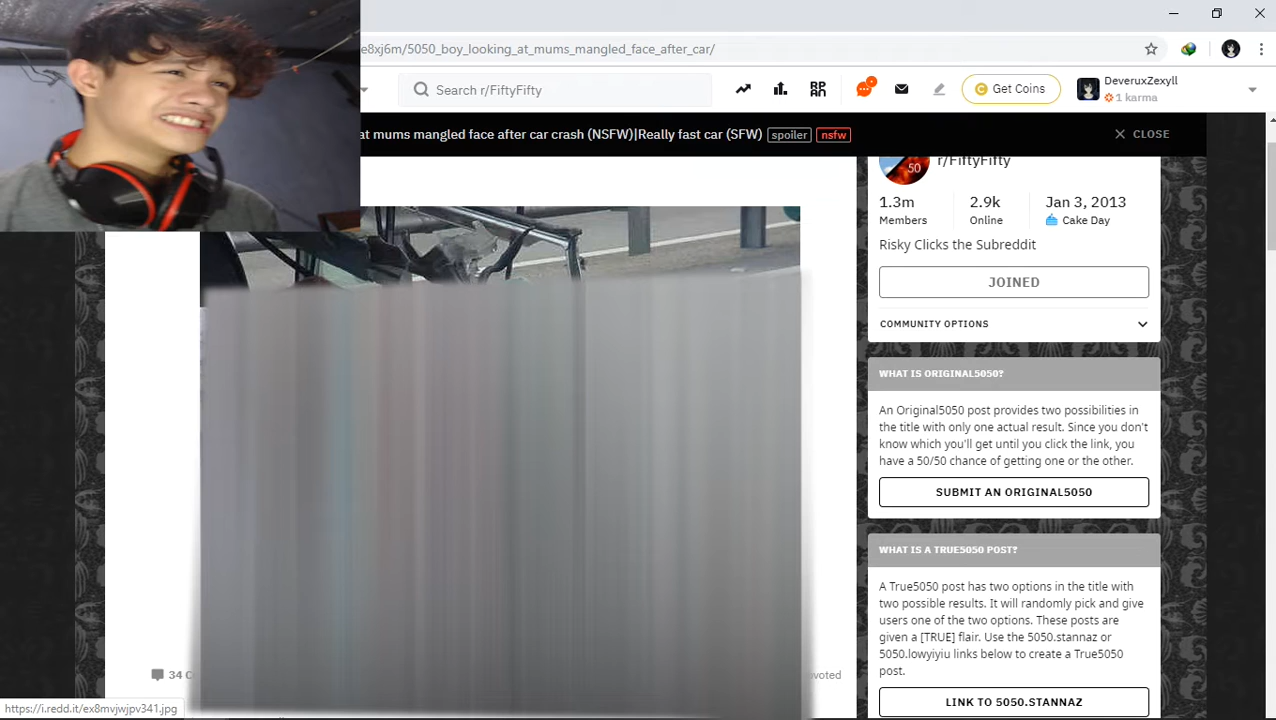 e8xj6m/5050_boy_looking_at_mums_mangled_face_after_car/
Search r/FiftyFifty
Get Coins
DeveruxZexyll
1 karma
at mums mangled face after car crash (NSFW)|Really fast car (SFW) spoiler nsfw
CLOSE
50
r/FiftyFifty
1.3m 2.9k Jan 3, 2013
Members Online Cake Day
Risky Clicks the Subreddit
JOINED
COMMUNITY OPTIONS
WHAT IS ORIGINAL5050?
An Original5050 post provides two possibilities in
the title with only one actual result. Since you don't
know which you'll get until you click the link, you
have a 50/50 chance of getting one or the other.
SUBMIT AN ORIGINAL5050
WHAT IS A TRUE5050 POST?
A True5050 post has two options in the title with
two possible results. It will randomly pick and give
users one of the two options. These posts are
given a [TRUE] flair. Use the 5050.stannaz or
5050.lowyiyiu links below to create a True5050
post.
LINK TO 5050.STANNAZ
34 C
voted
https://i.redd.it/ex8mvjwjpv341.jpg